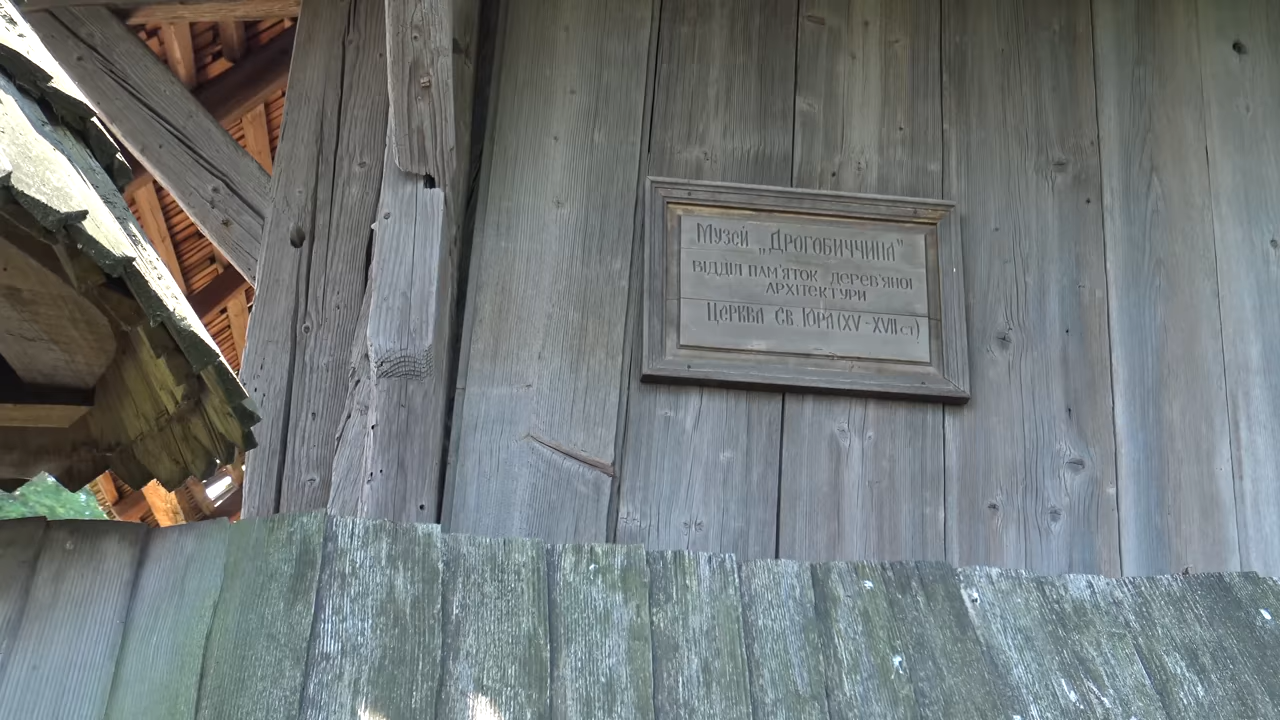 Музей „Дрогобиччина"
Відділ пам'яток дерев'яної
архітектури
Церква св. Юра (XV-XVII ст)